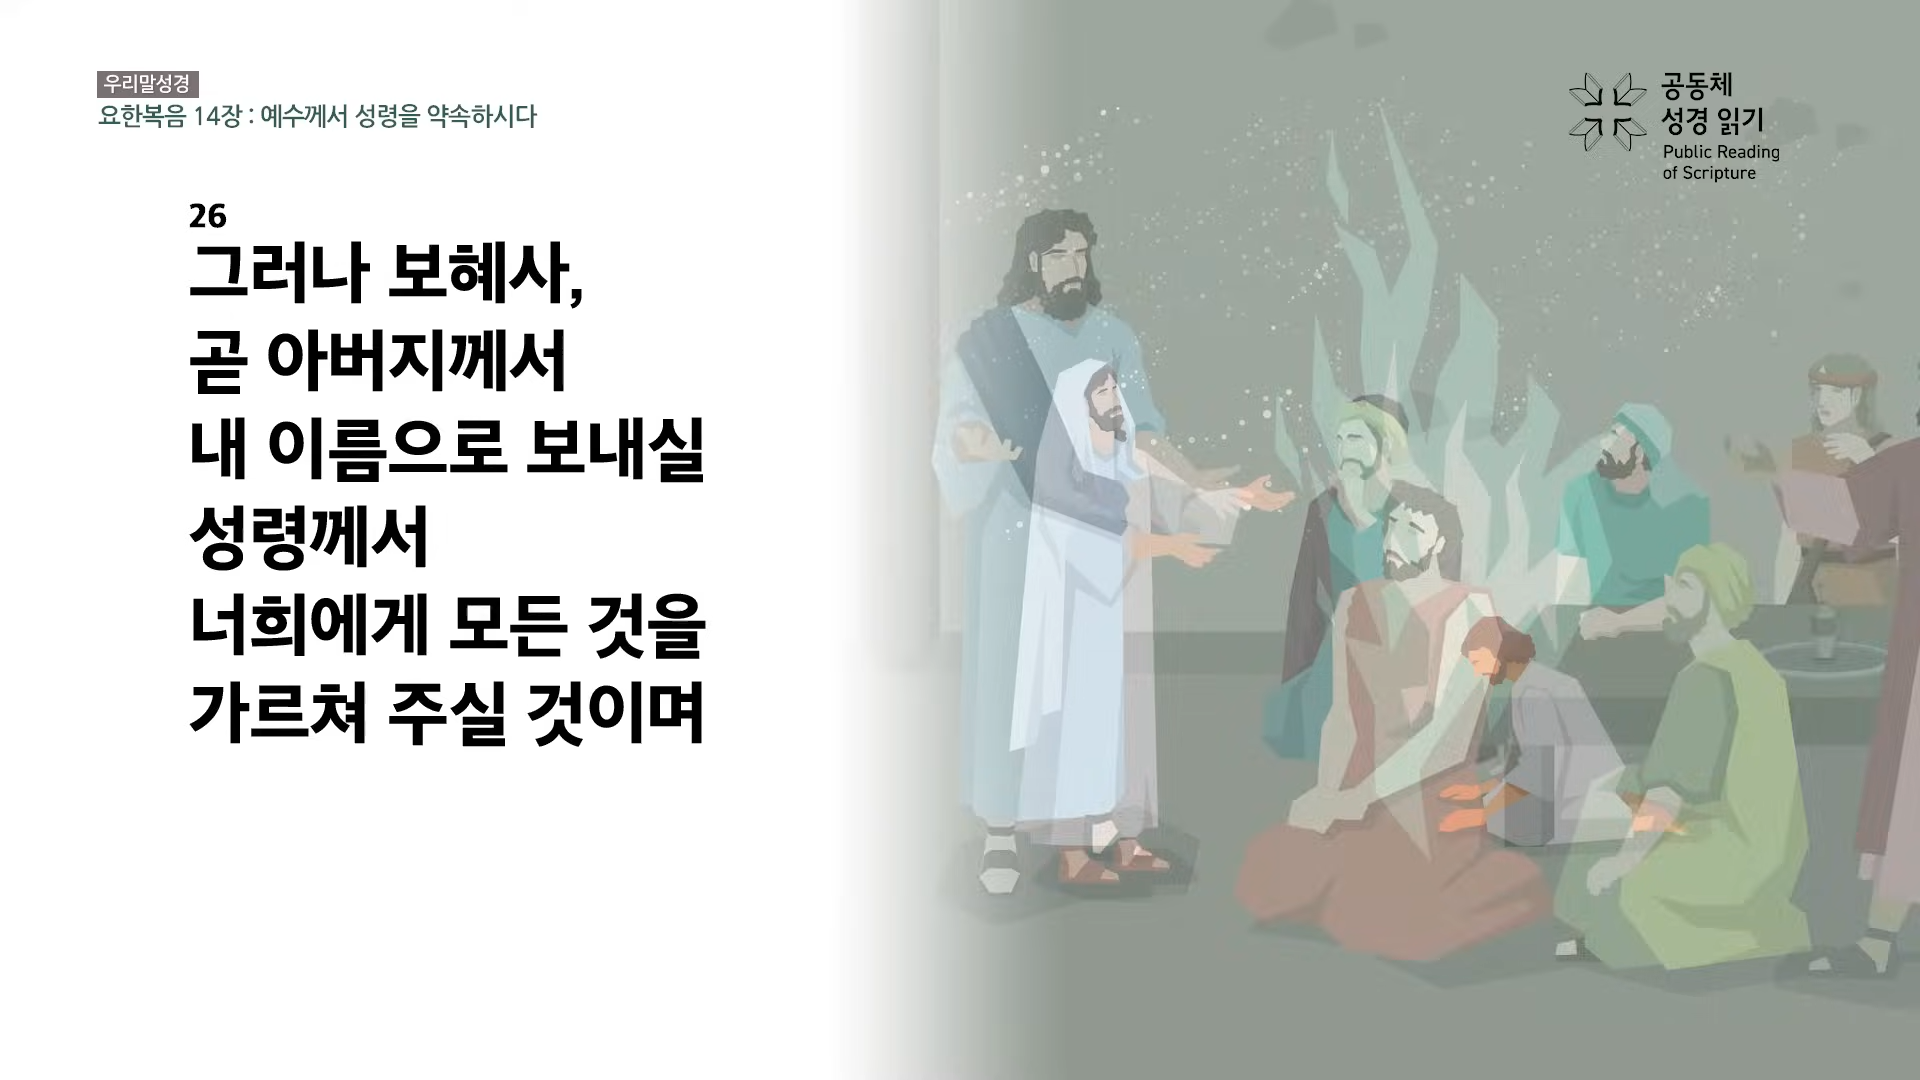 우리말성경
요한복음 14장 : 예수께서 성령을 약속하시다
공동체
성경 읽기
Public Reading
of Scripture
26
그러나 보혜사,
곧 아버지께서
내 이름으로 보내실
성령께서
너희에게 모든 것을
가르쳐 주실 것이며